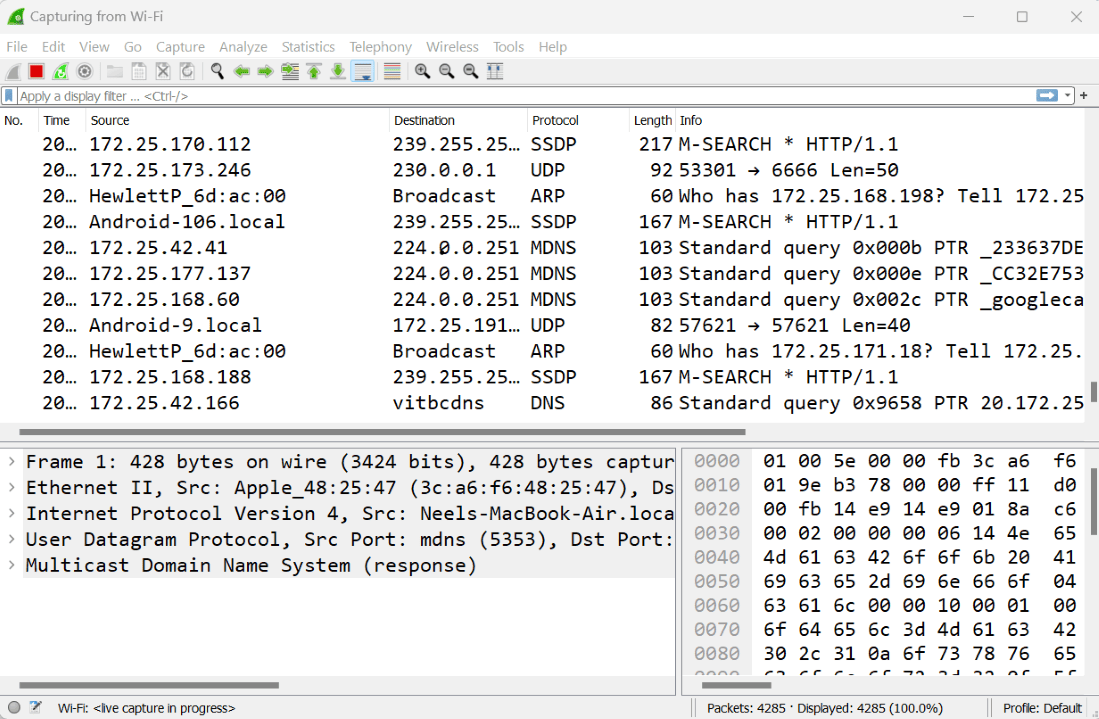 Capturing from Wi-Fi
File Edit View Go Capture Analyze Statistics Telephony Wireless Tools Help
Apply a display filter ... <Ctrl-/>
No. Time Source Destination Protocol Length Info
20... 172.25.170.112 239.255.25... SSDP 217 M-SEARCH * HTTP/1.1
20... 172.25.173.246 230.0.0.1 UDP 92 53301 → 6666 Len=50
20... HewlettP_6d:ac:00 Broadcast ARP 60 Who has 172.25.168.198? Tell 172.25
20... Android-106.local 239.255.25... SSDP 167 M-SEARCH * HTTP/1.1
20... 172.25.42.41 224.0.0.251 MDNS 103 Standard query 0x000b PTR _233637DE
20... 172.25.177.137 224.0.0.251 MDNS 103 Standard query 0x000e PTR _CC32E753
20... 172.25.168.60 224.0.0.251 MDNS 103 Standard query 0x002c PTR _googleca
20... Android-9.local 172.25.191... UDP 82 57621 → 57621 Len=40
20... HewlettP_6d:ac:00 Broadcast ARP 60 Who has 172.25.171.18? Tell 172.25.
20... 172.25.168.188 239.255.25... SSDP 167 M-SEARCH * HTTP/1.1
20... 172.25.42.166 vitbcdns DNS 86 Standard query 0x9658 PTR 20.172.25
Frame 1: 428 bytes on wire (3424 bits), 428 bytes captur
Ethernet II, Src: Apple_48:25:47 (3c:a6:f6:48:25:47), Ds
Internet Protocol Version 4, Src: Neels-MacBook-Air.loca
User Datagram Protocol, Src Port: mdns (5353), Dst Port:
Multicast Domain Name System (response)
0000 01 00 5e 00 00 fb 3c a6 f6
0010 01 9e b3 78 00 00 ff 11 d0
0020 00 fb 14 e9 14 e9 01 8a c6
0030 00 02 00 00 00 06 14 4e 65
0040 4d 61 63 42 6f 6f 6b 20 41
0050 69 63 65 2d 69 6e 66 6f 04
0060 63 61 6c 00 00 10 00 01 00
0070 6f 64 65 6c 3d 4d 61 63 42
0080 30 2c 31 0a 6f 73 78 76 65
Wi-Fi: <live capture in progress>
Packets: 4285 · Displayed: 4285 (100.0%)
Profile: Default